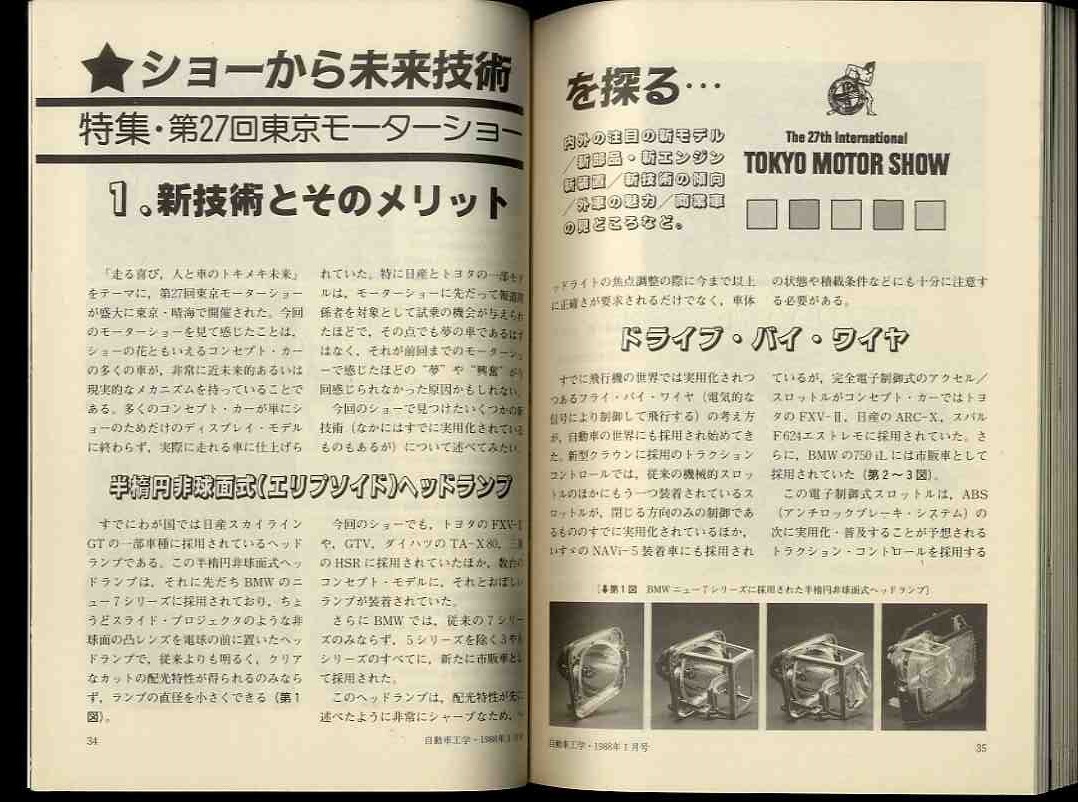 ★ショーから未来技術
特集・第27回東京モーターショー
1.新技術とそのメリット
「走る喜び，人と車のトキメキ未来」
をテーマに，第27回東京モーターショー
が盛大に東京・晴海で開催された。今回
のモーターショーを見て感じたことは，
ショーの花ともいえるコンセプト・カー
の多くの車が，非常に近未来的あるいは
現実的なメカニズムを持っていることで
ある。多くのコンセプト・カーが単にシ
ョーのためだけのディスプレイ・モデル
に終わらず，実際に走れる車に仕上げら
れていた。特に日産とトヨタの一部モデ
ルは，モーターショーに先だって報道関
係者を対象として試乗の機会が与えられ
たほどで，その点でも夢の車であるはず
はなく，それが前回までのモーターショ
ーで感じたほどの“夢”や“興奮”が今
回感じられなかった原因かもしれない。
今回のショーで見つけたいくつかの新
技術（なかにはすでに実用化されている
ものもあるが）について述べてみたい。
半楕円非球面式(エリプソイド)ヘッドランプ
すでにわが国では日産スカイライン
GTの一部車種に採用されているヘッド
ランプである。この半楕円非球面式ヘッ
ドランプは，それに先だちBMWのニ
ュー7シリーズに採用されており，ちょ
うどスライド・プロジェクタのような非
球面の凸レンズを電球の前に置いたヘッ
ドランプで，従来よりも明るく，クリア
なカットの配光特性が得られるのみなら
ず，ランプの直径を小さくできる（第1
図）。
今回のショーでも，トヨタのFXV-II
や，GTV，ダイハツのTA-X80，三菱
のHSRに採用されていたほか，数台の
コンセプト・モデルに，それとおぼしい
ランプが装着されていた。
さらにBMWでは，従来の7シリー
ズのみならず，5シリーズを除く3や6
シリーズのすべてに，新たに市販車とし
て採用された。
このヘッドランプは，配光特性が先に
述べたように非常にシャープなため，ヘ
34
自動車工学・1988年1月号
を探る…
内外の注目の新モデル
／新部品・新エンジン
新装置／新技術の傾向
／外車の魅力／商業車
の見どころなど。
The 27th International
TOKYO MOTOR SHOW
ッドライトの焦点調整の際に今まで以上
に正確さが要求されるだけでなく，車体
の状態や積載条件などにも十分に注意す
る必要がある。
ドライブ・バイ・ワイヤ
すでに飛行機の世界では実用化されつ
つあるフライ・バイ・ワイヤ（電気的な
信号により制御して飛行する）の考え方
が，自動車の世界にも採用され始めてき
た。新型クラウンに採用のトラクション
コントロールでは，従来の機械的スロッ
トルのほかにもう一つ装着されているス
ロットルが，閉じる方向のみの制御であ
るもののすでに実用化されているほか，
いすゞのNAVi-5装着車にも採用され
ているが，完全電子制御式のアクセル／
スロットルがコンセプト・カーではトヨ
タのFXV-II，日産のARC-X，スバル
F624エストレモに採用されていた。さ
らに，BMWの750iLには市販車として
採用されていた（第2～3図）。
この電子制御式スロットルは，ABS
（アンチロックブレーキ・システム）の
次に実用化・普及することが予想される
トラクション・コントロールを採用する
〔⬇第1図 BMWニュー7シリーズに採用された半楕円非球面式ヘッドランプ〕
自動車工学・1988年1月号
35